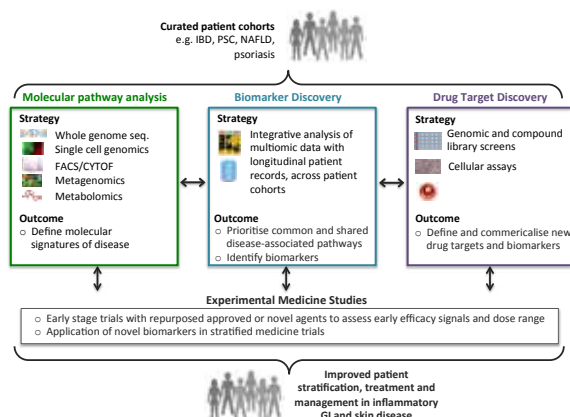 Curated patient cohorts
e.g. IBD, PSC, NAFLD,
psoriasis
Molecular pathway analysis
Strategy
Whole genome seq.
Single cell genomics
FACS/CYTOF
Metagenomics
Metabolomics
Outcome
○ Define molecular
signatures of disease
Biomarker Discovery
Strategy
Integrative analysis of
multiomic data with
longitudinal patient
records, across patient
cohorts
Outcome
○ Prioritise common and shared
disease-associated pathways
○ Identify biomarkers
Drug Target Discovery
Strategy
Genomic and compound
library screens
Cellular assays
Outcome
○ Define and commericalise new
drug targets and biomarkers
Experimental Medicine Studies
○ Early stage trials with repurposed approved or novel agents to assess early efficacy signals and dose range
○ Application of novel biomarkers in stratified medicine trials
Improved patient
stratification, treatment and
management in inflammatory
GI and skin disease